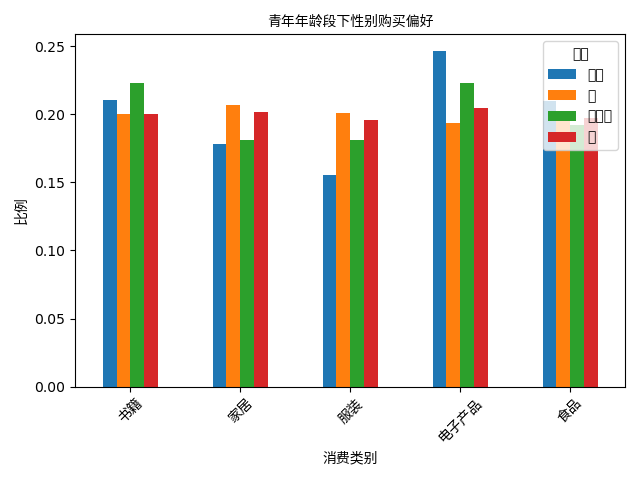 青年年龄段下性别购买偏好
比例
0.25
0.20
0.15
0.10
0.05
0.00
书籍
家居
服装
电子产品
食品
消费类别